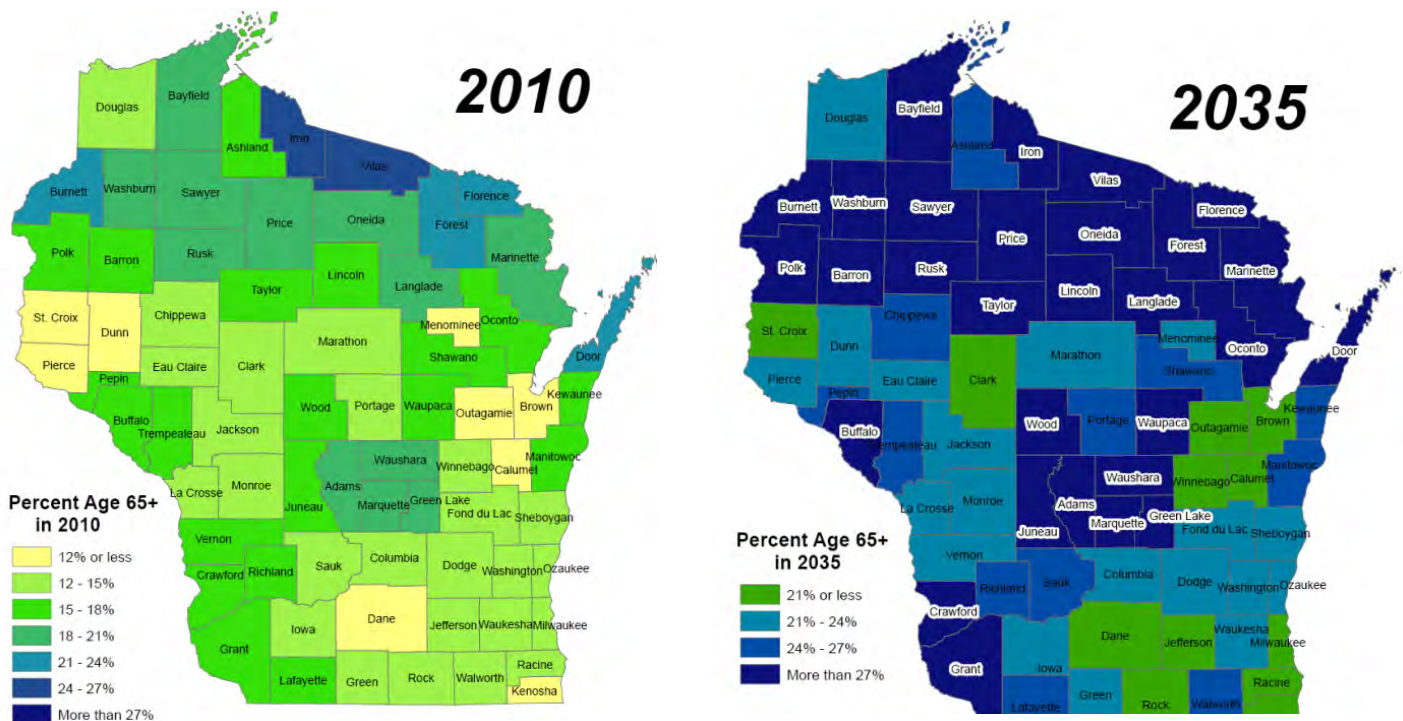 2010
Douglas
Bayfield
Ashland
Iron
Vilas
Burnett
Washburn
Sawyer
Price
Oneida
Forest
Florence
Marinette
Polk
Barron
Rusk
Taylor
Lincoln
Langlade
Oconto
St. Croix
Dunn
Chippewa
Menominee
Marathon
Shawano
Door
Pierce
Pepin
Eau Claire
Clark
Wood
Portage
Waupaca
Outagamie
Brown
Kewaunee
Buffalo
Trempealeau
Jackson
Waushara
Winnebago
Calumet
Manitowoc
La Crosse
Monroe
Juneau
Adams
Marquette
Green Lake
Fond du Lac
Sheboygan
Vernon
Crawford
Richland
Sauk
Columbia
Dodge
Washington
Ozaukee
Grant
Iowa
Dane
Jefferson
Waukesha
Milwaukee
Lafayette
Green
Rock
Walworth
Racine
Kenosha
Percent Age 65+
in 2010
12% or less
12 - 15%
15 - 18%
18 - 21%
21 - 24%
24 - 27%
More than 27%
2035
Douglas
Bayfield
Ashland
Iron
Vilas
Burnett
Washburn
Sawyer
Price
Oneida
Forest
Florence
Marinette
Polk
Barron
Rusk
Taylor
Lincoln
Langlade
Oconto
St. Croix
Dunn
Chippewa
Menominee
Marathon
Shawano
Door
Pierce
Pepin
Eau Claire
Clark
Wood
Portage
Waupaca
Outagamie
Brown
Kewaunee
Buffalo
Trempealeau
Jackson
Waushara
Winnebago
Calumet
Manitowoc
La Crosse
Monroe
Juneau
Adams
Marquette
Green Lake
Fond du Lac
Sheboygan
Vernon
Crawford
Richland
Sauk
Columbia
Dodge
Washington
Ozaukee
Grant
Iowa
Dane
Jefferson
Waukesha
Milwaukee
Lafayette
Green
Rock
Walworth
Racine
Percent Age 65+
in 2035
21% or less
21% - 24%
24% - 27%
More than 27%